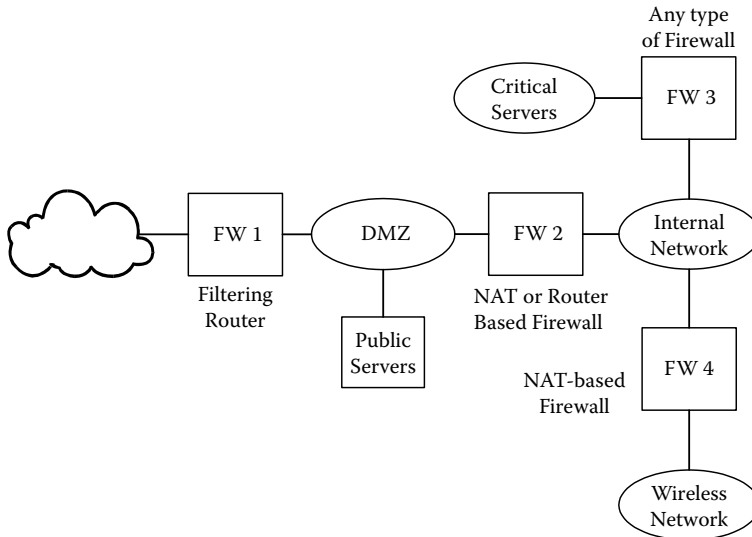 Any type
of Firewall
Critical
Servers
FW 3
FW 1
DMZ
FW 2
Internal
Network
Filtering
Router
NAT or Router
Based Firewall
Public
Servers
NAT-based
Firewall
FW 4
Wireless
Network